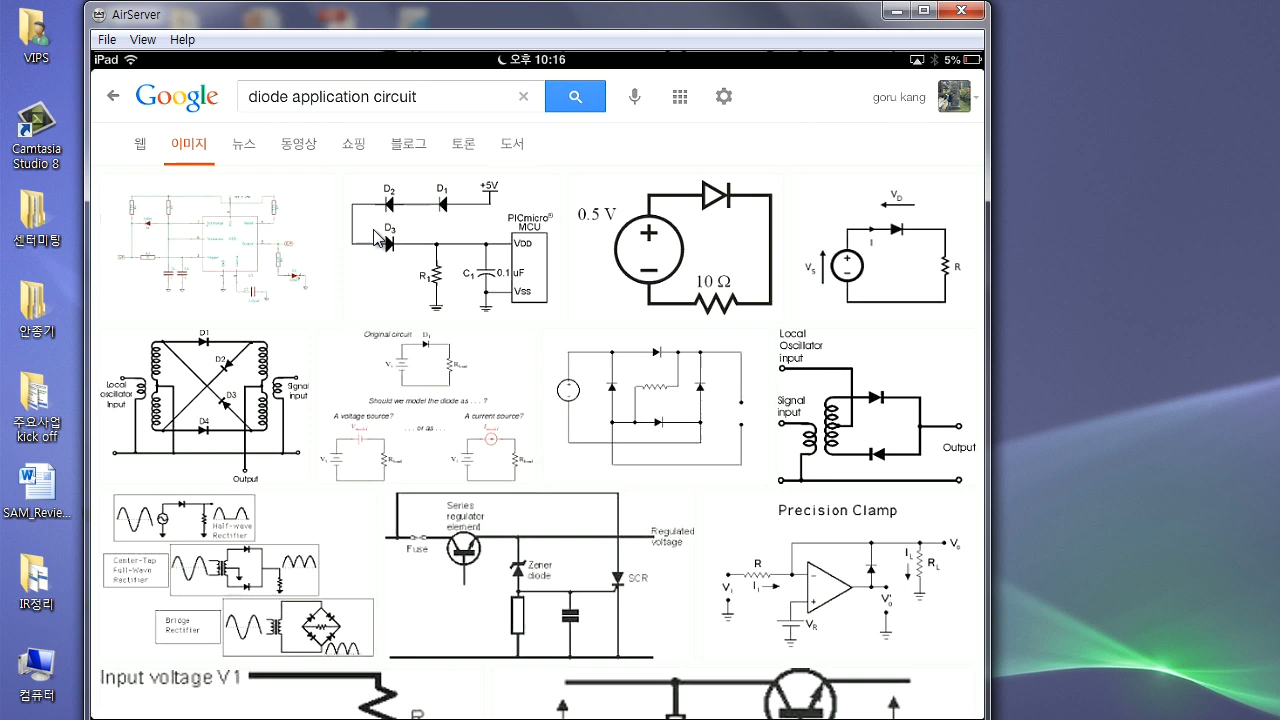 AirServer
File View Help
iPad 오후 10:16 5%
Google diode application circuit goru kang
웹 이미지 뉴스 동영상 쇼핑 블로그 토론 도서
VIPS
Camtasia
Studio 8
센터미팅
안종기
주요사업
kick off
SAM_Revie...
IR정리
컴퓨터
D2 D1 +5V
D3
PICmicro®
MCU
VDD
R1 C1 0.1 uF
VSS
0.5 V
10 Ω
VD
I
VS R
D1
D2
D3
D4
Local
oscillator
Input
Signal
input
Output
Original circuit D1
V1 Rload
Should we model the diode as . . . ?
A voltage source? A current source?
. . . or as . .
V1 Rload V1 Rload
Local
Oscillator
input
Signal
input
Output
Half-wave
Rectifier
Center-Tap
Full-Wave
Rectifier
Bridge
Rectifier
Series
regulator
element
Regulated
voltage
Fuse
Zener
diode
SCR
Precision Clamp
R
Vi I1
VR
Vo
IL RL
V'o
Input voltage V1
R